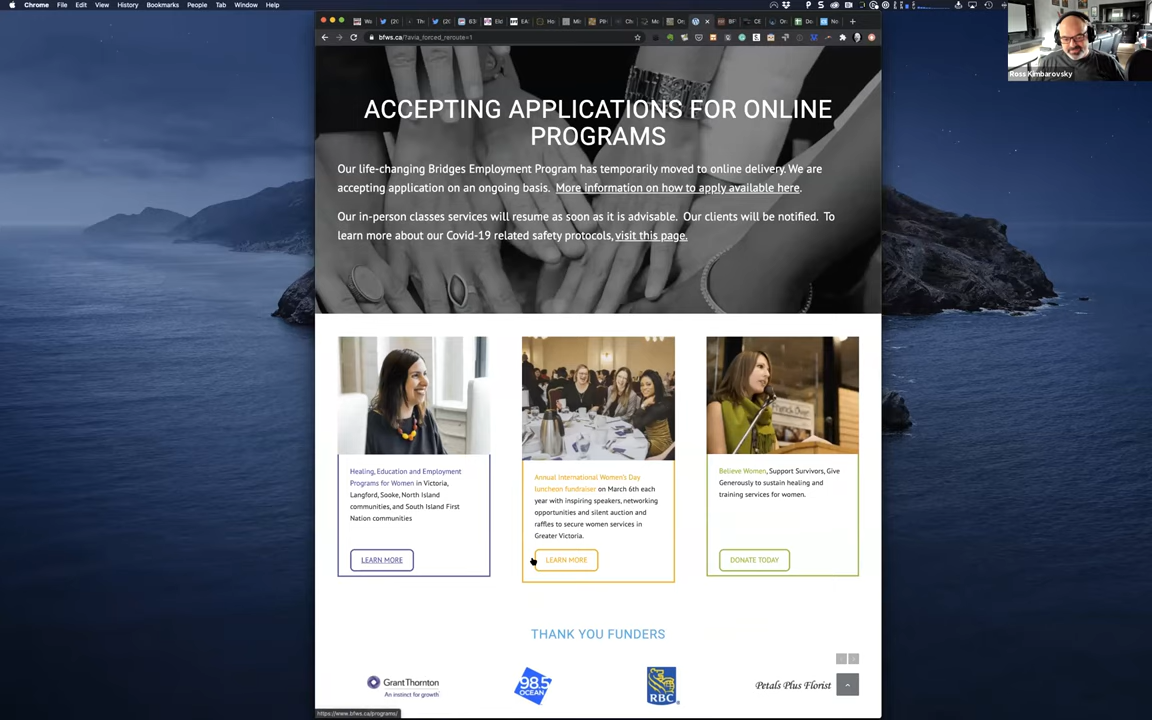 Chrome File Edit View History Bookmarks People Tab Window Help
bfws.ca/?avia_forced_reroute=1
Ross Kimbarovsky
ACCEPTING APPLICATIONS FOR ONLINE
PROGRAMS
Our life-changing Bridges Employment Program has temporarily moved to online delivery. We are
accepting application on an ongoing basis. More information on how to apply available here.
Our in-person classes services will resume as soon as it is advisable. Our clients will be notified. To
learn more about our Covid-19 related safety protocols, visit this page.
Healing, Education and Employment
Programs for Women in Victoria,
Langford, Sooke, North Island
communities, and South Island First
Nation communities
LEARN MORE
Annual International Women's Day
luncheon fundraiser on March 6th each
year with inspiring speakers, networking
opportunities and silent auction and
raffles to secure women services in
Greater Victoria.
LEARN MORE
Believe Women, Support Survivors, Give
Generously to sustain healing and
training services for women.
DONATE TODAY
THANK YOU FUNDERS
Grant Thornton
An instinct for growth
98.5
OCEAN
RBC
Petals Plus Florist
https://www.bfws.ca/programs/